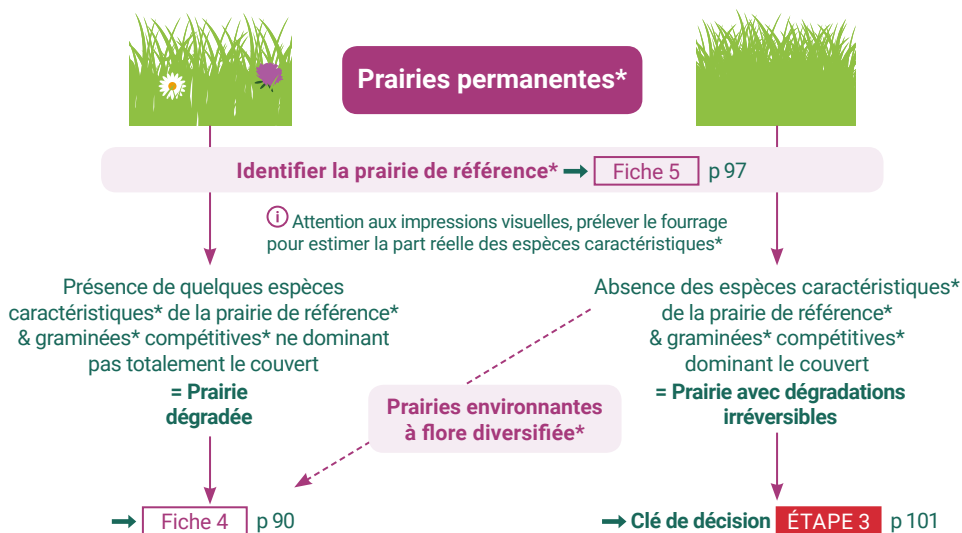 Prairies permanentes*
Identifier la prairie de référence* ➞ Fiche 5 p 97
i Attention aux impressions visuelles, prélever le fourrage
pour estimer la part réelle des espèces caractéristiques*
Présence de quelques espèces
caractéristiques* de la prairie de référence*
& graminées* compétitives* ne dominant
pas totalement le couvert
= Prairie
dégradée
Absence des espèces caractéristiques*
de la prairie de référence*
& graminées* compétitives*
dominant le couvert
= Prairie avec dégradations
irréversibles
Prairies environnantes
à flore diversifiée*
➞ Fiche 4 p 90
➞ Clé de décision ÉTAPE 3 p 101